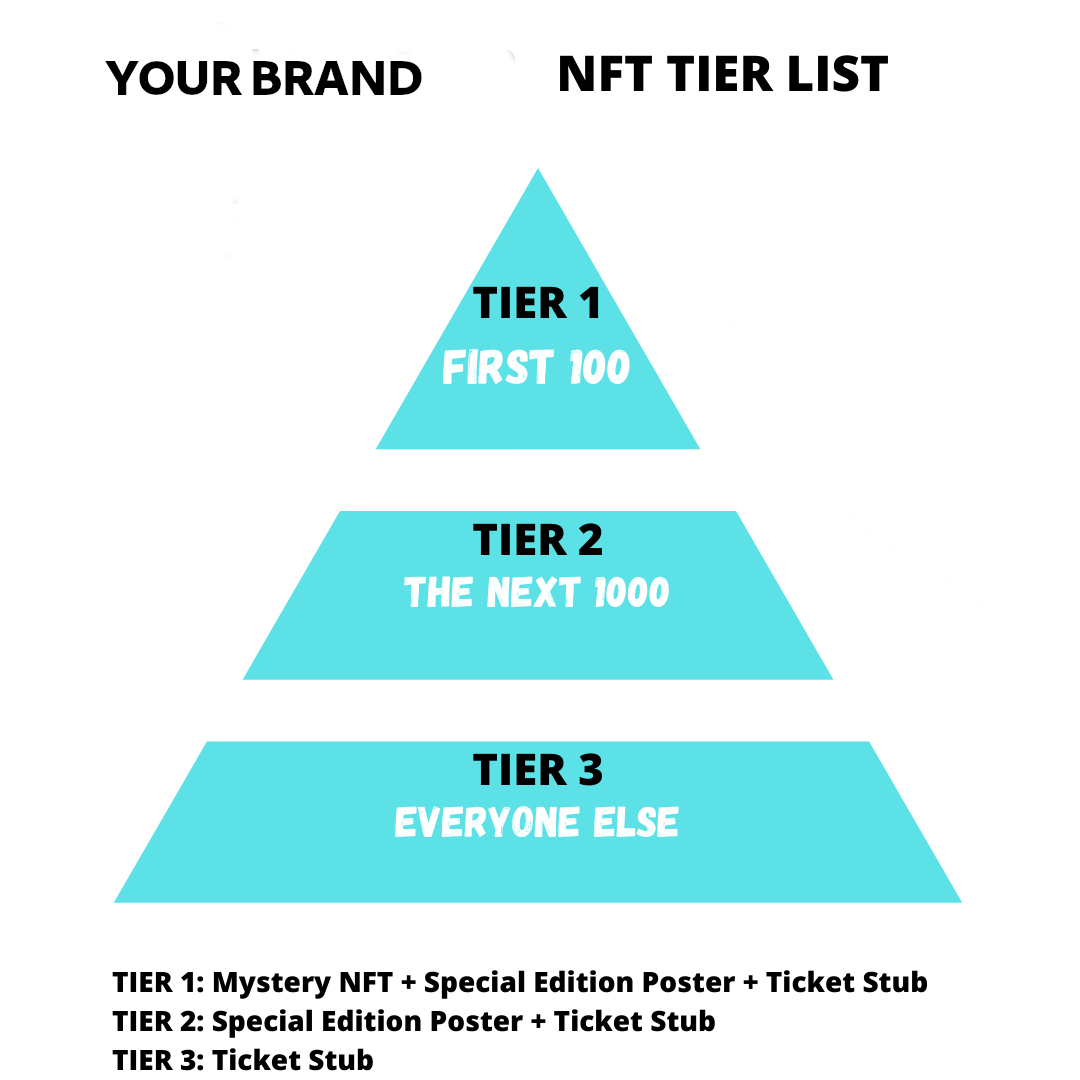 YOUR BRAND
NFT TIER LIST
TIER 1
FIRST 100
TIER 2
THE NEXT 1000
TIER 3
EVERYONE ELSE
TIER 1: Mystery NFT + Special Edition Poster + Ticket Stub
TIER 2: Special Edition Poster + Ticket Stub
TIER 3: Ticket Stub